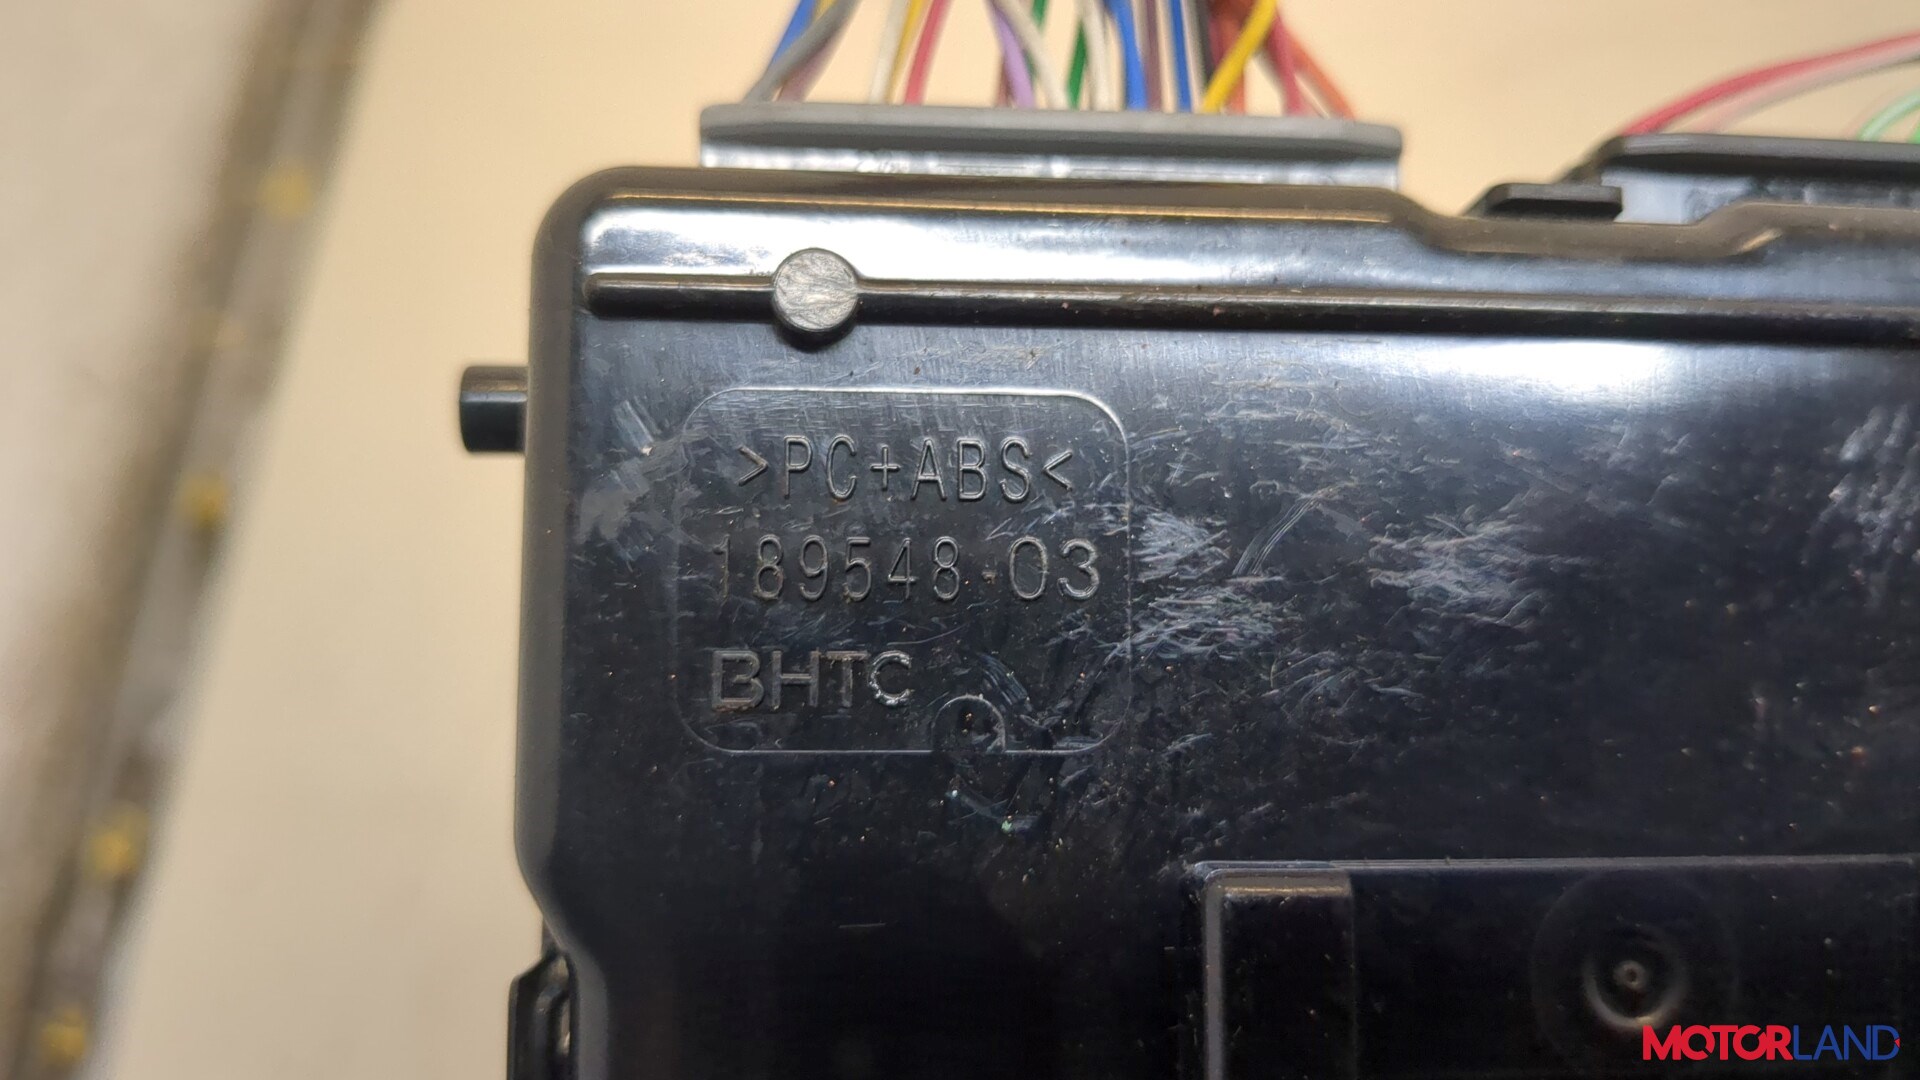 >PC+ABS<
189548-03
BHTC
MOTORLAND